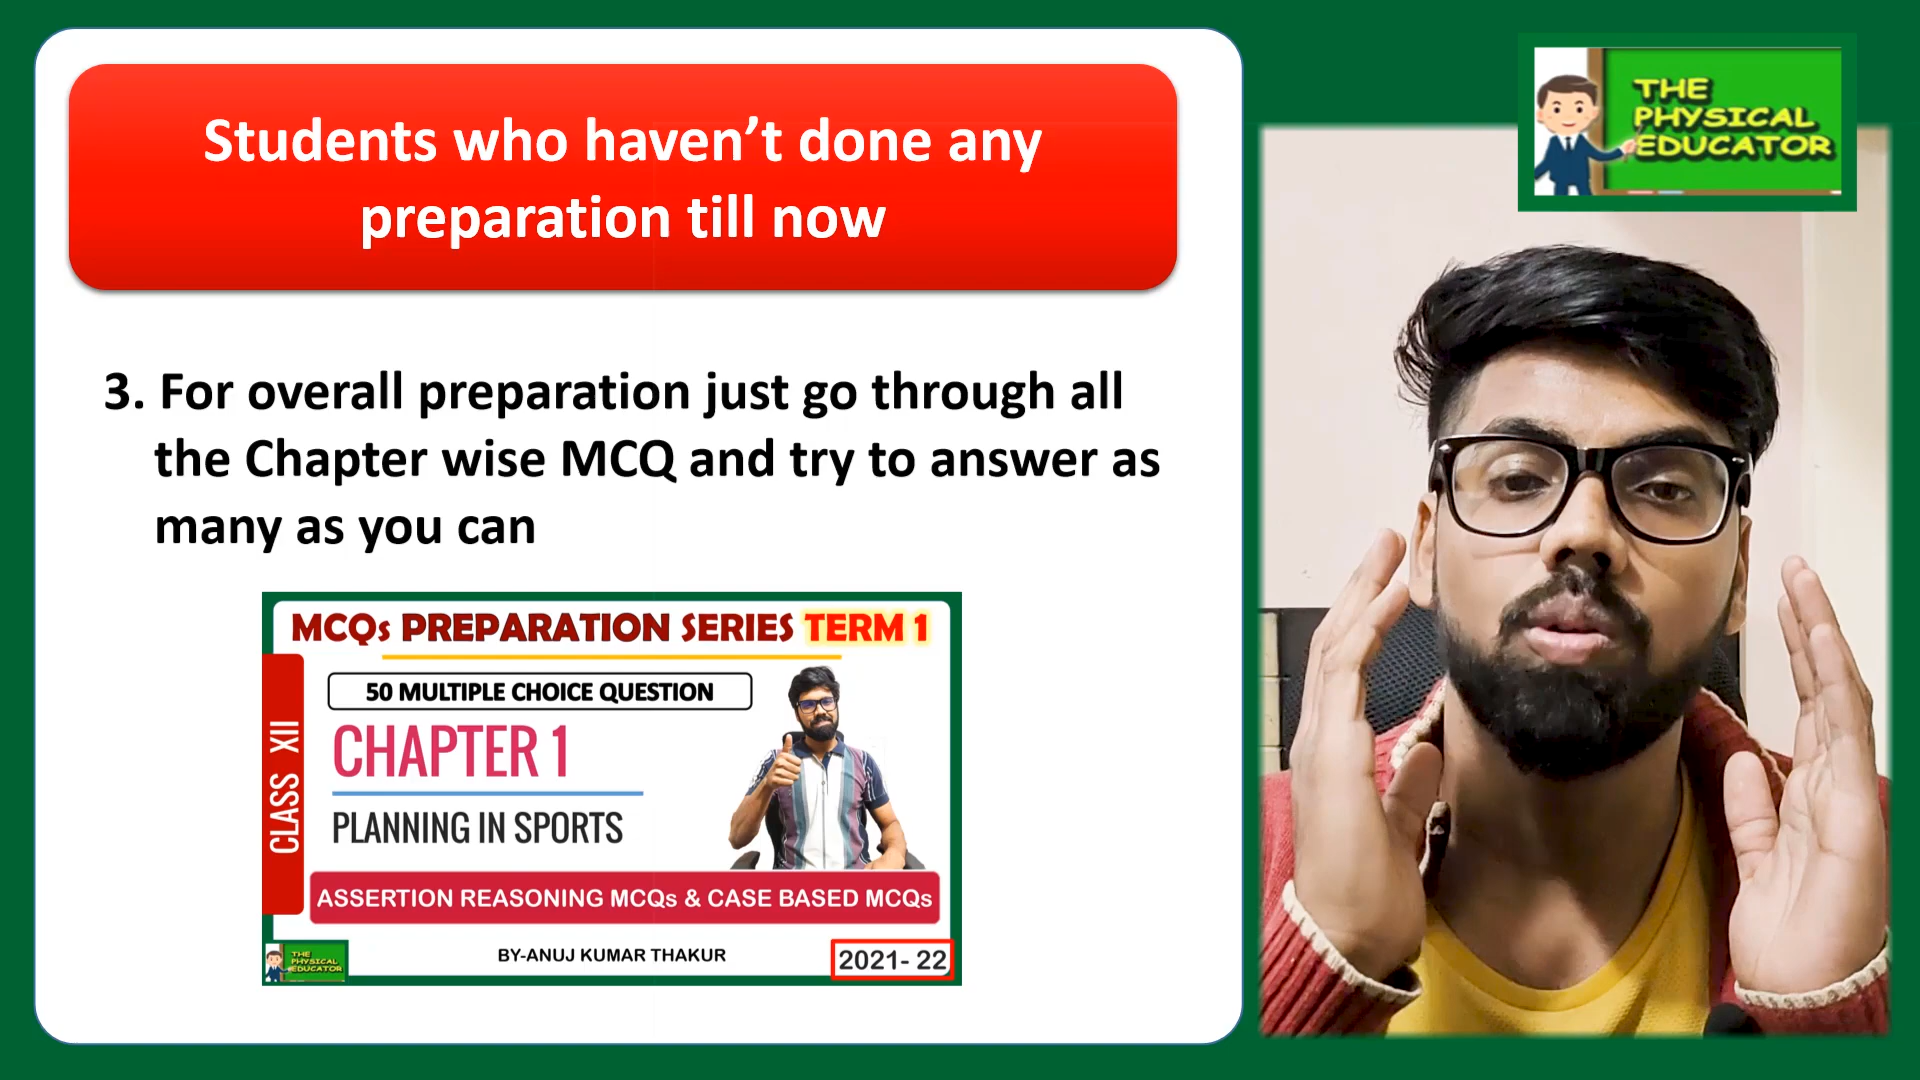 Students who haven’t done any
preparation till now
3. For overall preparation just go through all
the Chapter wise MCQ and try to answer as
many as you can
MCQs PREPARATION SERIES TERM 1
50 MULTIPLE CHOICE QUESTION
CHAPTER 1
PLANNING IN SPORTS
CLASS XII
ASSERTION REASONING MCQs & CASE BASED MCQs
THE
PHYSICAL
EDUCATOR
BY-ANUJ KUMAR THAKUR
2021- 22
THE
PHYSICAL
EDUCATOR